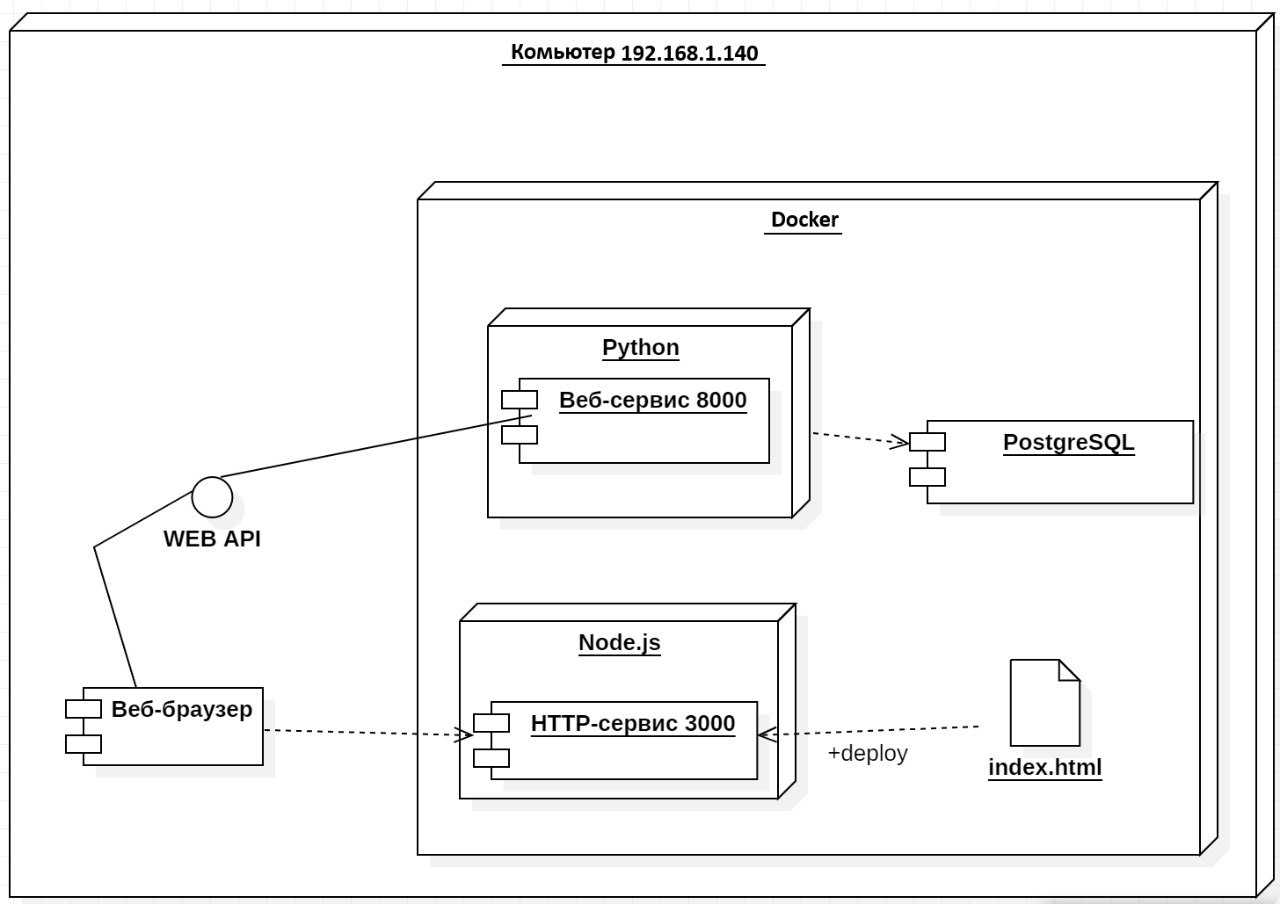 Комьютер 192.168.1.140
Docker
Python
Веб-сервис 8000
PostgreSQL
WEB API
Node.js
Веб-браузер
HTTP-сервис 3000
+deploy
index.html